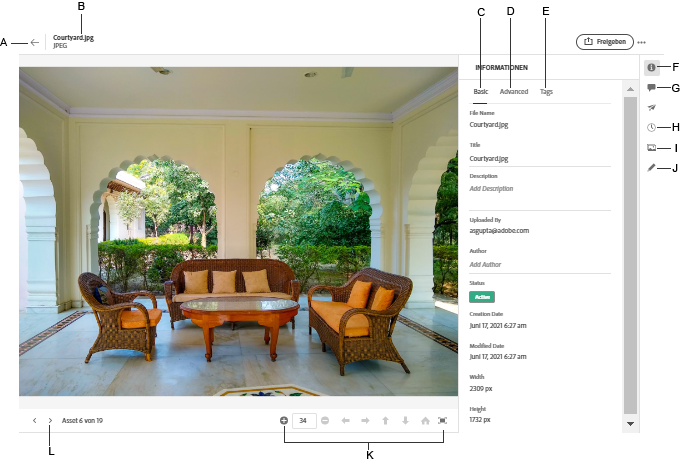 B
C
D
E
A
Courtyard.jpg
JPEG
Freigeben
INFORMATIONEN
F
Basic
Advanced
Tags
G
File Name
Courtyard.jpg
H
Title
Courtyard.jpg
I
J
Description
Add Description
Uploaded By
asgupta@adobe.com
Author
Add Author
Status
Active
Creation Date
Juni 17, 2021 6:27 am
Modified Date
Juni 17, 2021 6:27 am
Width
2309 px
Height
1732 px
Asset 6 von 19
34
L
K